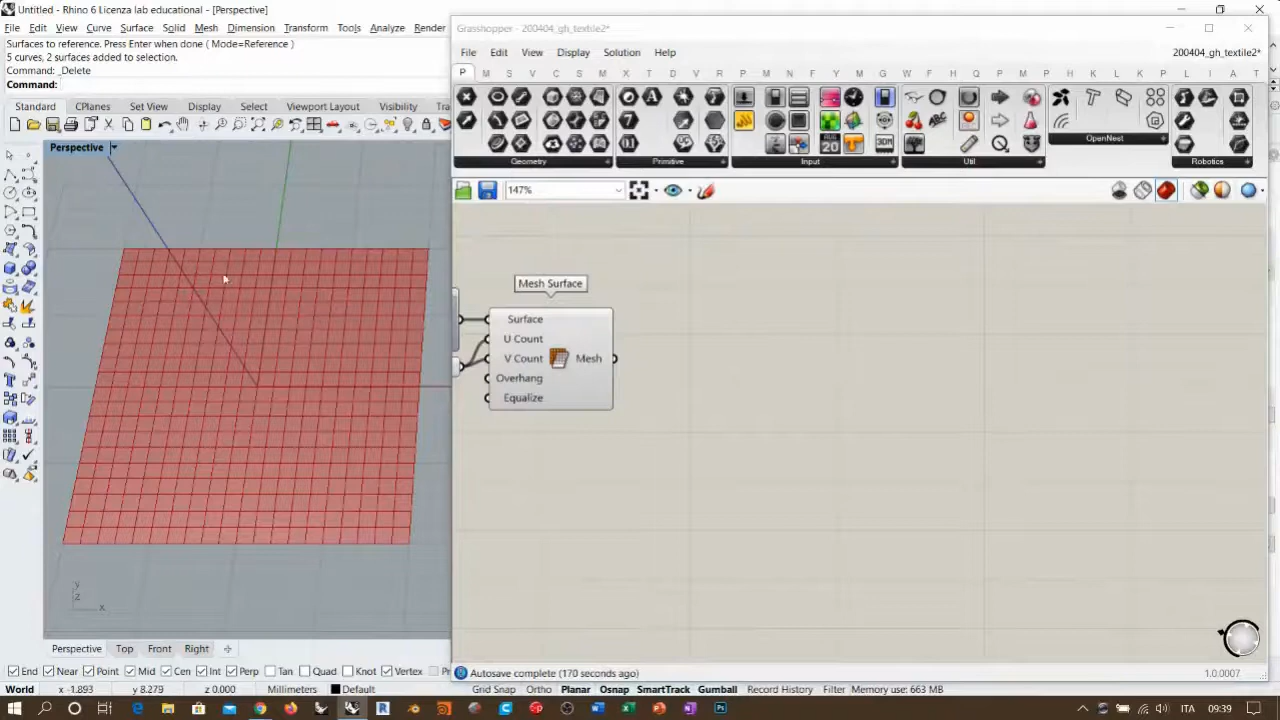 Untitled - Rhino 6 Licenza lab educational - [Perspective]
File Edit View Curve Surface Solid Mesh Dimension Transform Tools Analyze Render
Surfaces to reference. Press Enter when done ( Mode=Reference )
5 curves, 2 surfaces added to selection.
Command: _Delete
Command:
Standard CPlanes Set View Display Select Viewport Layout Visibility Tra
Perspective
y
z
x
Perspective Top Front Right
End Near Point Mid Cen Int Perp Tan Quad Knot Vertex Pr
World x -1.893 y 8.279 z 0.000 Millimeters Default Grid Snap Ortho Planar Osnap SmartTrack Gumball Record History Filter Memory use: 663 MB
Grasshopper - 200404_gh_textile2*
File Edit View Display Solution Help 200404_gh_textile2*
P M S V C S M X T D V R P M P M G A W F H Q M P H K L N P L I A T
Geometry Primitive Input Util OpenNest Robotics
147%
Mesh Surface
Surface
U Count
V Count
Overhang
Equalize
Mesh
Autosave complete (170 seconds ago) 1.0.0007
ITA 09:39